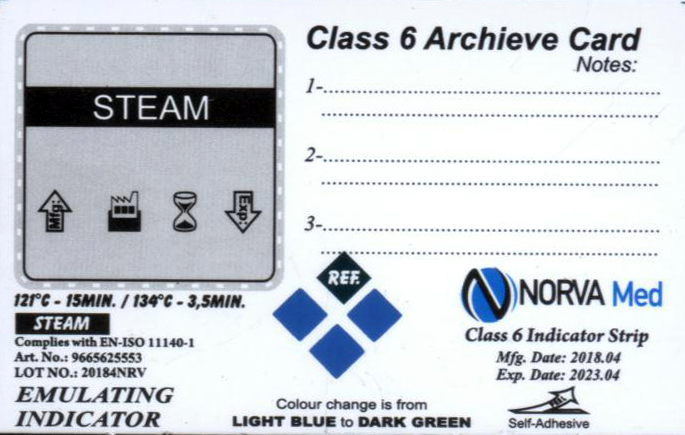 Class 6 Archieve Card
Notes:
STEAM
Mfg:
Exp:
1-
2-
3-
121°C - 15MIN. / 134°C - 3,5MIN.
STEAM
Complies with EN-ISO 11140-1
Art. No.: 9665625553
LOT NO.: 20184NRV
EMULATING
INDICATOR
REF.
Colour change is from
LIGHT BLUE to DARK GREEN
NORVA Med
Class 6 Indicator Strip
Mfg. Date: 2018.04
Exp. Date: 2023.04
PEEL
Self-Adhesive